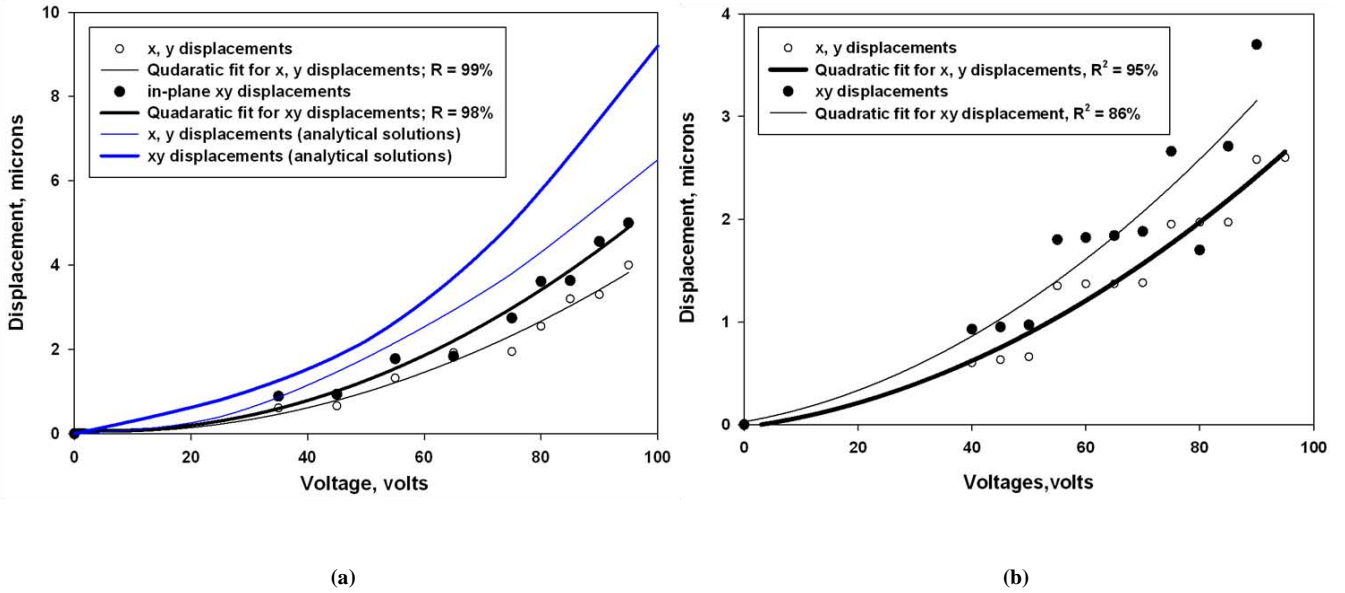 10
8
6
4
2
0
Displacement, microns
x, y displacements
Qudaratic fit for x, y displacements; R = 99%
in-plane xy displacements
Quadaratic fit for xy displacements; R = 98%
x, y displacements (analytical solutions)
xy displacements (analytical solutions)
0 20 40 60 80 100
Voltage, volts
(a)
4
3
2
1
0
Displacement, microns
x, y displacements
Quadratic fit for x, y displacements, R² = 95%
xy displacements
Quadratic fit for xy displacement, R² = 86%
0 20 40 60 80 100
Voltages,volts
(b)